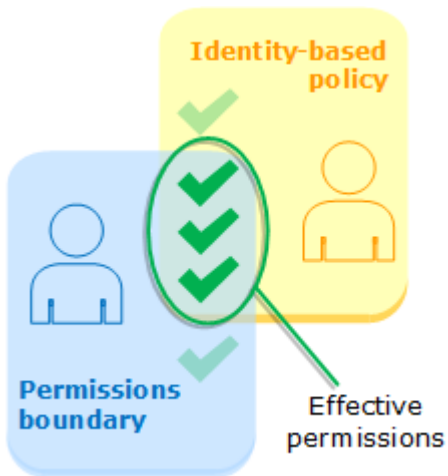 Identity-based
policy
Permissions
boundary
Effective
permissions